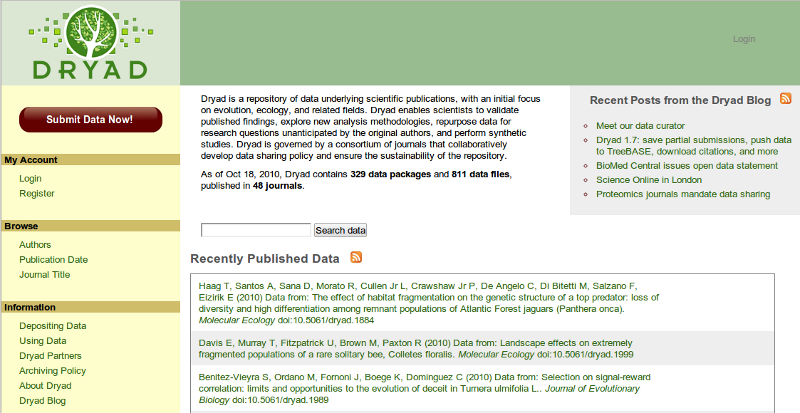 DRYAD
Login
Submit Data Now!
My Account
Login
Register
Browse
Authors
Publication Date
Journal Title
Information
Depositing Data
Using Data
Dryad Partners
Archiving Policy
About Dryad
Dryad Blog
Dryad is a repository of data underlying scientific publications, with an initial focus
on evolution, ecology, and related fields. Dryad enables scientists to validate
published findings, explore new analysis methodologies, repurpose data for
research questions unanticipated by the original authors, and perform synthetic
studies. Dryad is governed by a consortium of journals that collaboratively
develop data sharing policy and ensure the sustainability of the repository.
As of Oct 18, 2010, Dryad contains 329 data packages and 811 data files,
published in 48 journals.
Search data
Recent Posts from the Dryad Blog
Meet our data curator
Dryad 1.7: save partial submissions, push data
to TreeBASE, download citations, and more
BioMed Central issues open data statement
Science Online in London
Proteomics journals mandate data sharing
Recently Published Data
Haag T, Santos A, Sana D, Morato R, Cullen Jr L, Crawshaw Jr P, De Angelo C, Di Bitetti M, Salzano F,
Eizirik E (2010) Data from: The effect of habitat fragmentation on the genetic structure of a top predator: loss of
diversity and high differentiation among remnant populations of Atlantic Forest jaguars (Panthera onca).
Molecular Ecology doi:10.5061/dryad.1884
Davis E, Murray T, Fitzpatrick U, Brown M, Paxton R (2010) Data from: Landscape effects on extremely
fragmented populations of a rare solitary bee, Colletes floralis. Molecular Ecology doi:10.5061/dryad.1999
Benitez-Vieyra S, Ordano M, Fornoni J, Boege K, Dominguez C (2010) Data from: Selection on signal-reward
correlation: limits and opportunities to the evolution of deceit in Turnera ulmifolia L.. Journal of Evolutionary
Biology doi:10.5061/dryad.1989